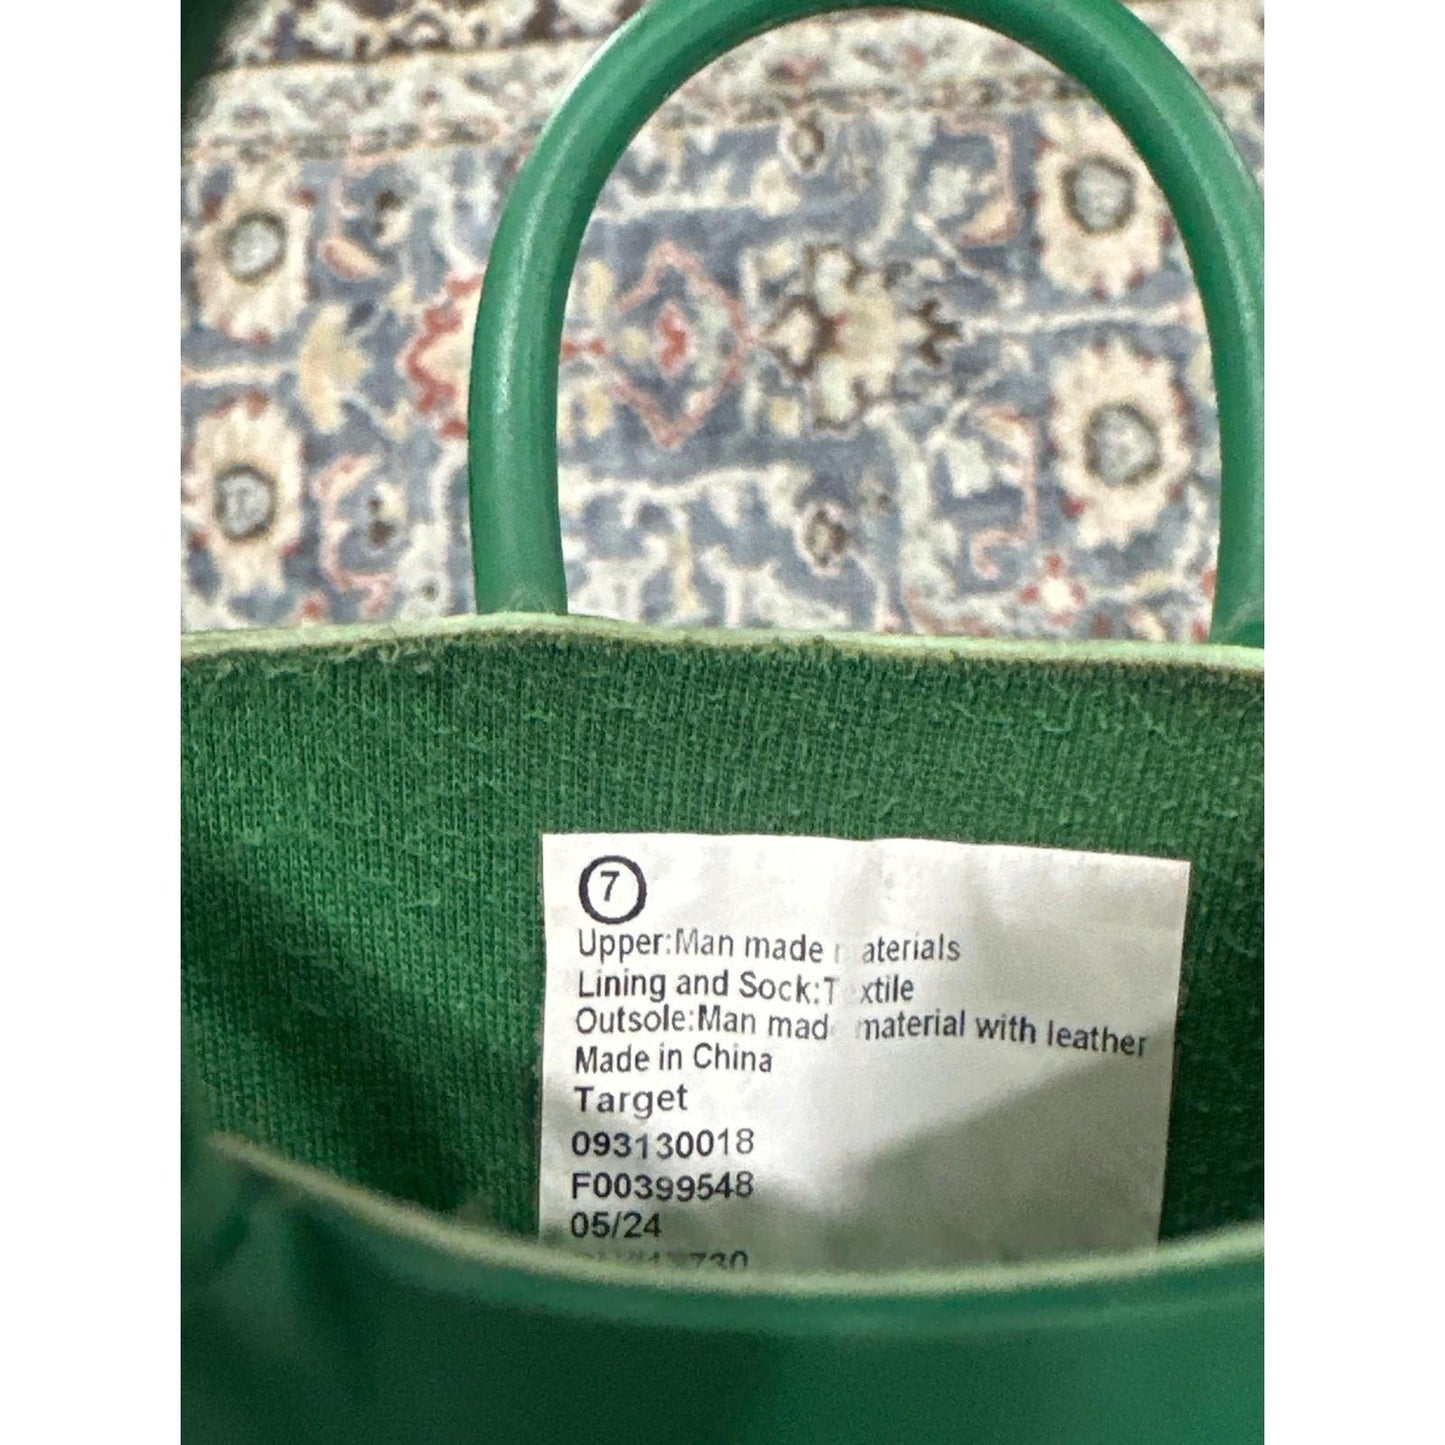 7
Upper:Man made materials
Lining and Sock:Textile
Outsole:Man made material with leather
Made in China
Target
093130018
F00399548
05/24